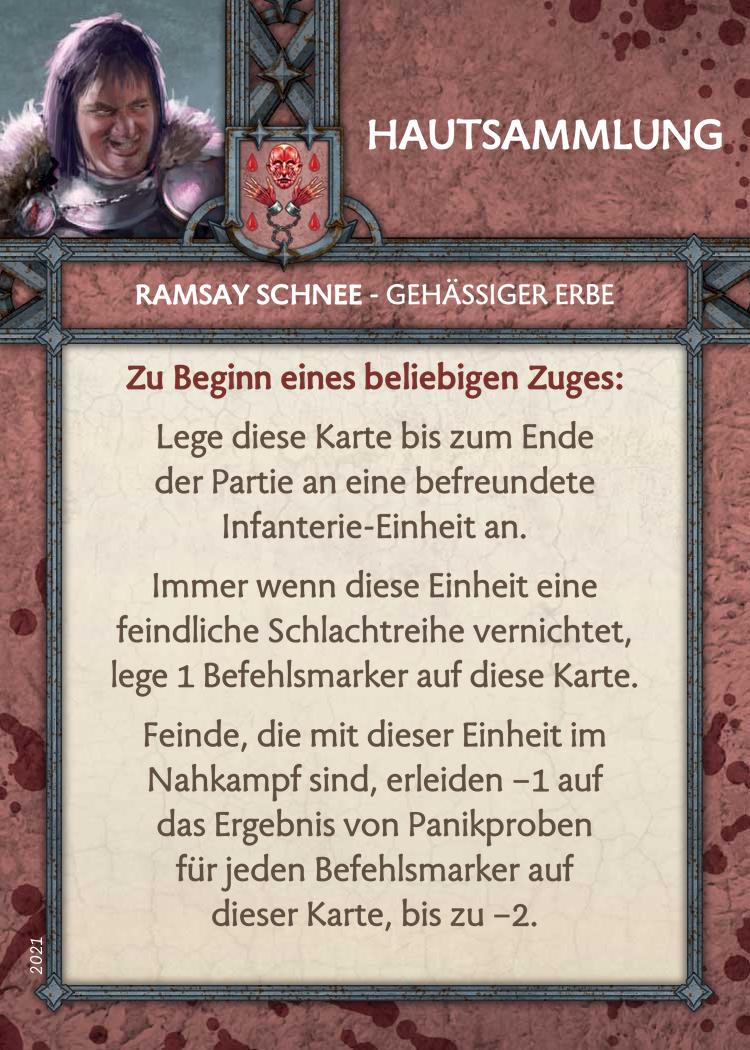 HAUTSAMMLUNG
RAMSAY SCHNEE - GEHÄSSIGER ERBE
Zu Beginn eines beliebigen Zuges:
Lege diese Karte bis zum Ende
der Partie an eine befreundete
Infanterie-Einheit an.
Immer wenn diese Einheit eine
feindliche Schlachtreihe vernichtet,
lege 1 Befehlsmarker auf diese Karte.
Feinde, die mit dieser Einheit im
Nahkampf sind, erleiden –1 auf
das Ergebnis von Panikproben
für jeden Befehlsmarker auf
dieser Karte, bis zu –2.
2021